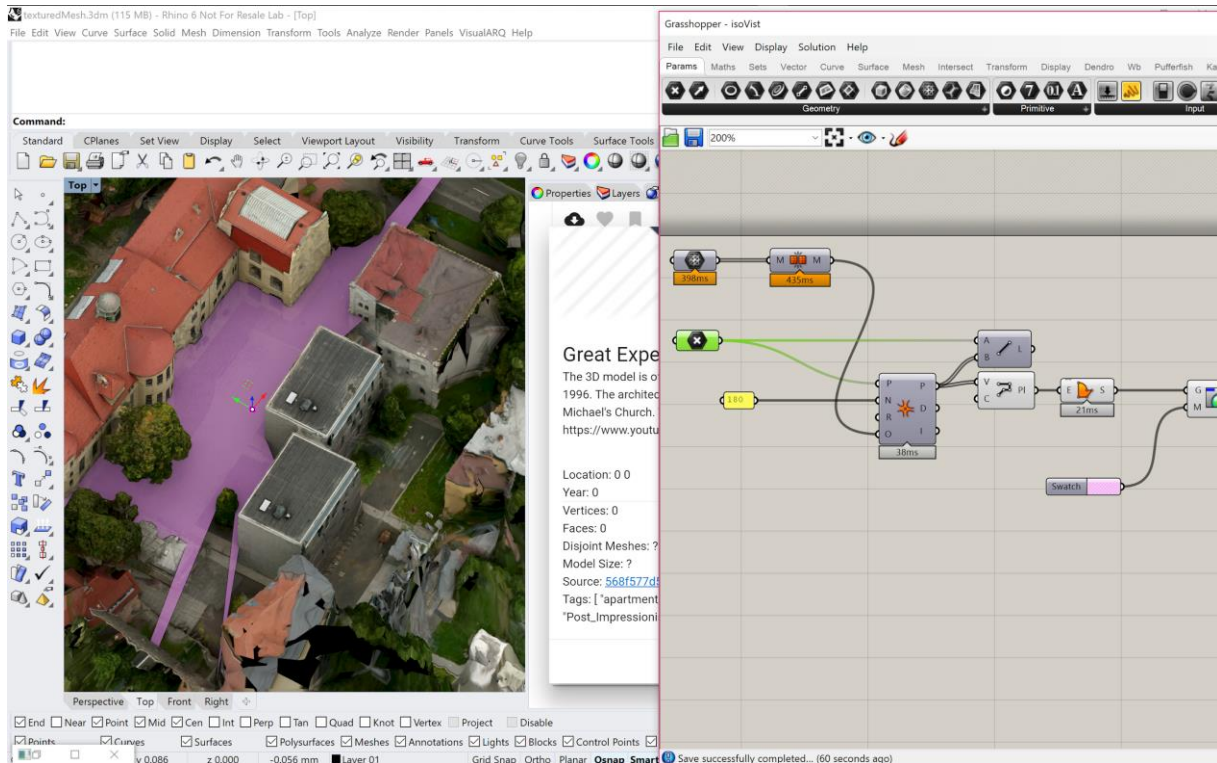 texturedMesh.3dm (115 MB) - Rhino 6 Not For Resale Lab - [Top]
File Edit View Curve Surface Solid Mesh Dimension Transform Tools Analyze Render Panels VisualARQ Help
Command:
Standard CPlanes Set View Display Select Viewport Layout Visibility Transform Curve Tools Surface Tools
Top
Properties Layers
Great Expe
The 3D model is o
1996. The architec
Michael's Church.
https://www.youtu
Location: 0 0
Year: 0
Vertices: 0
Faces: 0
Disjoint Meshes: ?
Model Size: ?
Source: 568f577d5
Tags: [ "apartment
"Post_Impressioni
Perspective Top Front Right
End Near Point Mid Cen Int Perp Tan Quad Knot Vertex Project Disable
Points Curves Surfaces Polysurfaces Meshes Annotations Lights Blocks Control Points
y 0.086 z 0.000 -0.056 mm Layer 01 Grid Snap Ortho Planar Osnap Smart
Grasshopper - isoVist
File Edit View Display Solution Help
Params Maths Sets Vector Curve Surface Mesh Intersect Transform Display Dendro Wb Pufferfish Ka
Geometry Primitive Input
200%
398ms
M M
435ms
A B L
180
P N R O P D I
38ms
V C Pl
E S
21ms
G M
Swatch
Save successfully completed... (60 seconds ago)